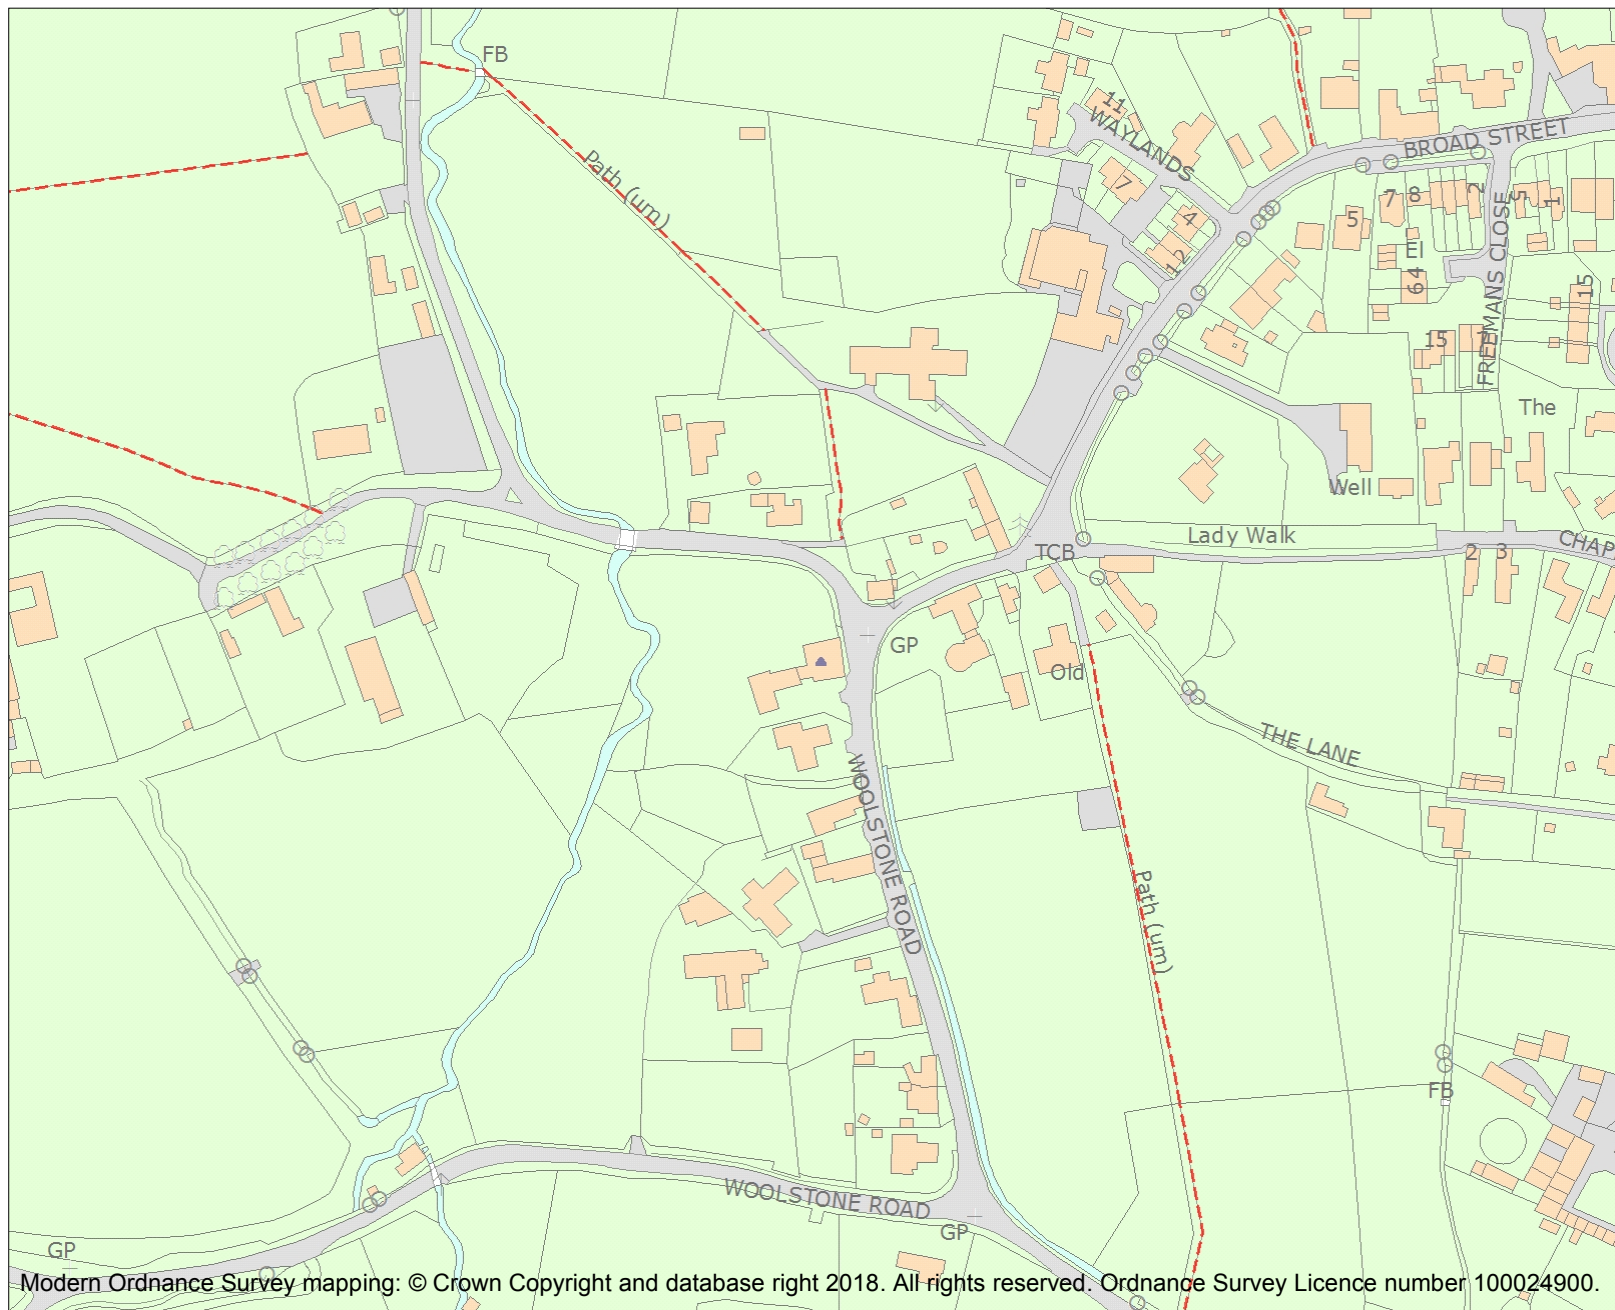 FB
11
WAYLANDS
BROAD STREET
Path (um)
7
4
12
5
7
8
2
5
1
El
64
15
FREEMANS CLOSE
15
The
Well
Lady Walk
TCB
2
3
CHAP
GP
Old
THE LANE
WOOLSTONE ROAD
Path (um)
FB
WOOLSTONE ROAD
GP
GP
Modern Ordnance Survey mapping: © Crown Copyright and database right 2018. All rights reserved. Ordnance Survey Licence number 100024900.